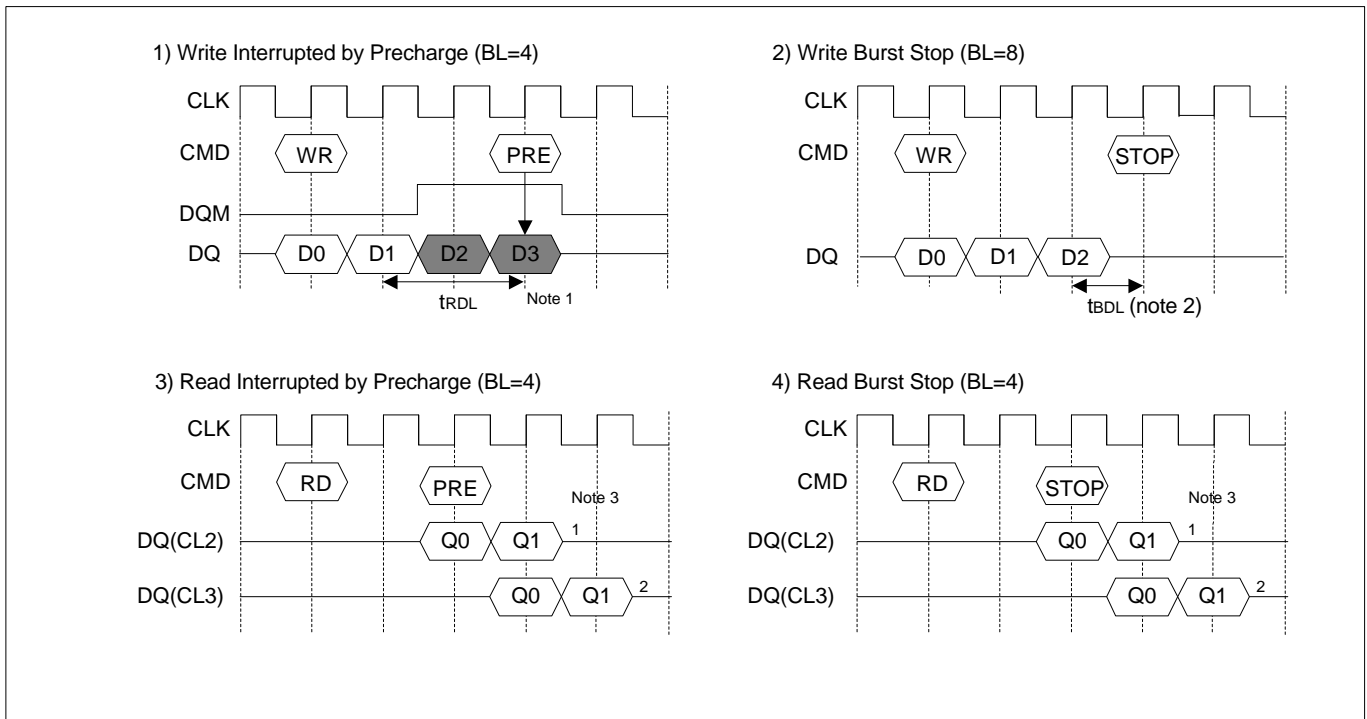 1) Write Interrupted by Precharge (BL=4)
CLK
CMD WR PRE
DQM
DQ D0 D1 D2 D3
tRDL Note 1
2) Write Burst Stop (BL=8)
CLK
CMD WR STOP
DQ D0 D1 D2
tBDL (note 2)
3) Read Interrupted by Precharge (BL=4)
CLK
CMD RD PRE
Note 3
DQ(CL2) Q0 Q1 1
DQ(CL3) Q0 Q1 2
4) Read Burst Stop (BL=4)
CLK
CMD RD STOP
Note 3
DQ(CL2) Q0 Q1 1
DQ(CL3) Q0 Q1 2